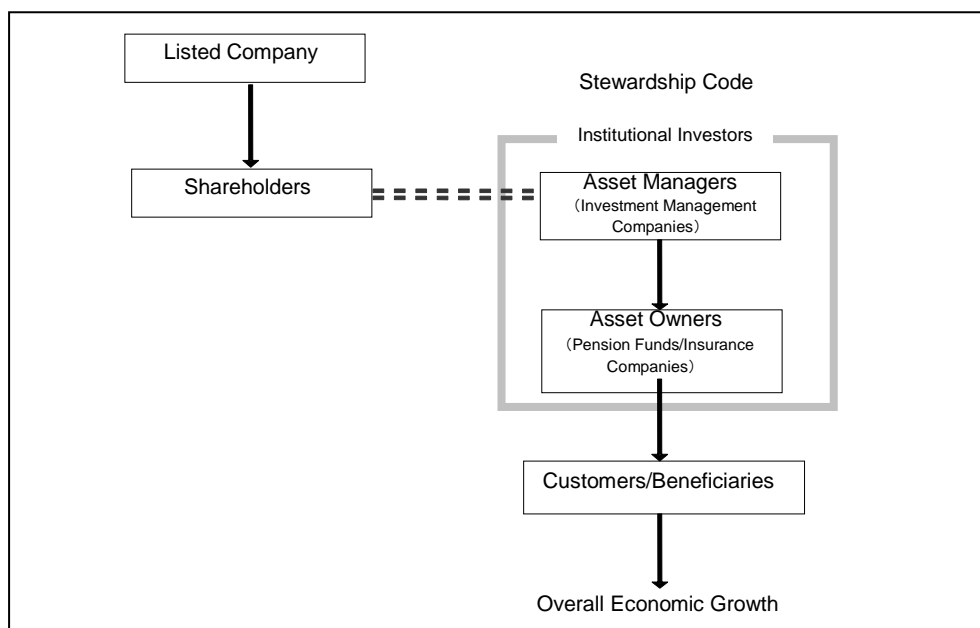 Listed Company
Stewardship Code
Institutional Investors
Shareholders
Asset Managers
（Investment Management
Companies）
Asset Owners
（Pension Funds/Insurance
Companies）
Customers/Beneficiaries
Overall Economic Growth